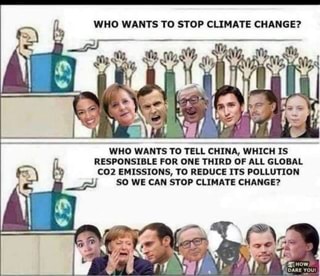 WHO WANTS TO STOP CLIMATE CHANGE?
WHO WANTS TO TELL CHINA, WHICH IS
RESPONSIBLE FOR ONE THIRD OF ALL GLOBAL
CO2 EMISSIONS, TO REDUCE ITS POLLUTION
SO WE CAN STOP CLIMATE CHANGE?
HOW
DARE YOU!